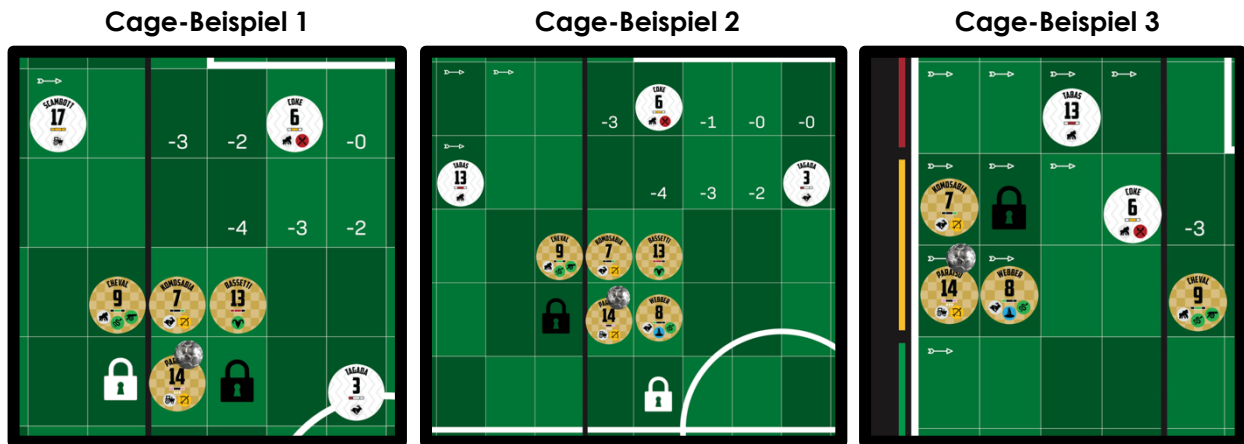 Cage-Beispiel 1
Cage-Beispiel 2
Cage-Beispiel 3
SCAMBOTT
17
COKE
6
-3
-2
-0
-4
-3
-2
CHEVAL
9
KOMOSABIA
7
BASSETTI
13
14
TAGADA
3
COKE
6
-3
-1
-0
-0
TABAS
13
TAGADA
3
-4
-3
-2
CHEVAL
9
KOMOSABIA
7
BASSETTI
13
14
WEBBER
8
TABAS
13
KOMOSABIA
7
COKE
6
-3
PARAISO
14
WEBBER
8
CHEVAL
9